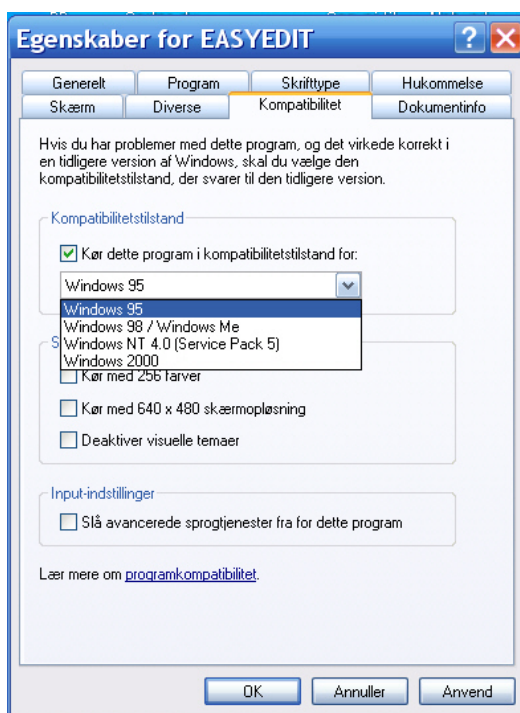 Egenskaber for EASYEDIT
Generelt Program Skrifttype Hukommelse
Skærm Diverse Kompatibilitet Dokumentinfo
Hvis du har problemer med dette program, og det virkede korrekt i
en tidligere version af Windows, skal du vælge den
kompatibilitetstilstand, der svarer til den tidligere version.
Kompatibilitetstilstand
Kør dette program i kompatibilitetstilstand for:
Windows 95
Windows 95
Windows 98 / Windows Me
Windows NT 4.0 (Service Pack 5)
Windows 2000
Kør med 256 farver
Kør med 640 x 480 skærmopløsning
Deaktiver visuelle temaer
Input-indstillinger
Slå avancerede sprogtjenester fra for dette program
Lær mere om programkompatibilitet.
OK Annuller Anvend